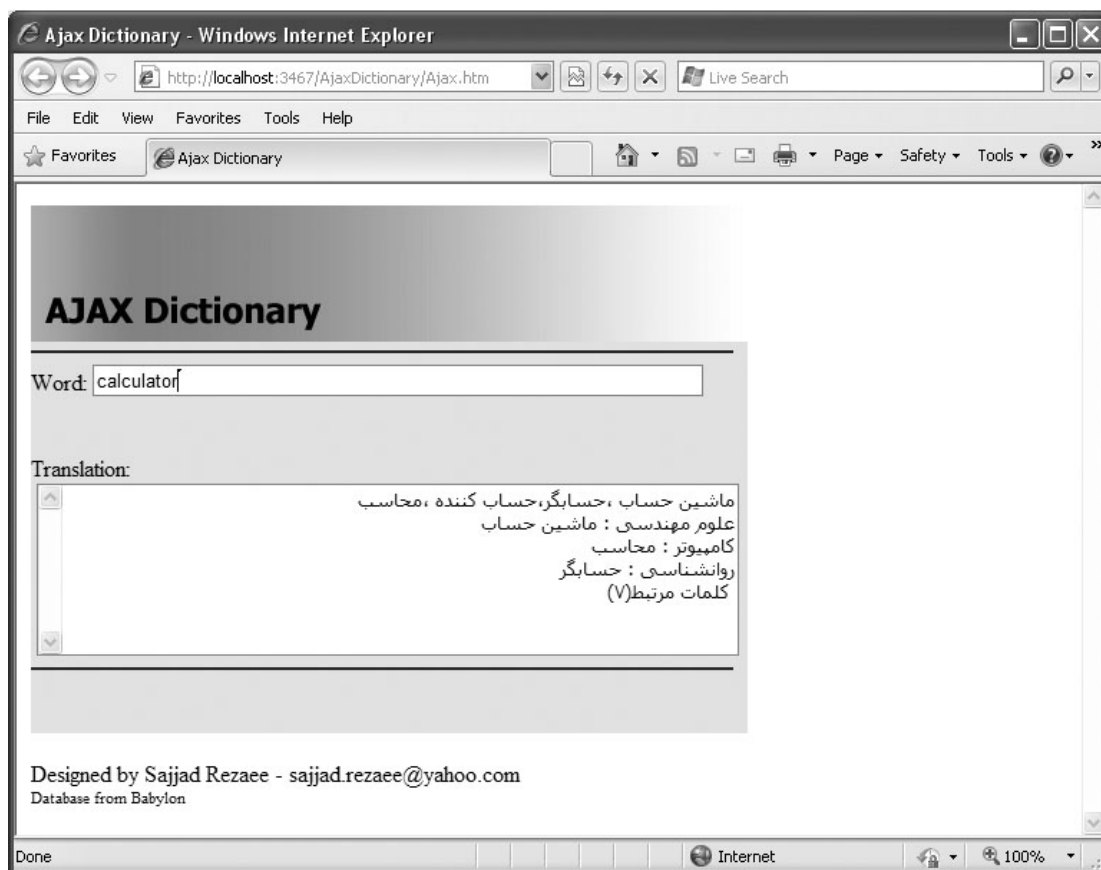 Ajax Dictionary - Windows Internet Explorer
http://localhost:3467/AjaxDictionary/Ajax.htm
Live Search
File Edit View Favorites Tools Help
Favorites Ajax Dictionary Page Safety Tools »
AJAX Dictionary
Word: calculator
Translation:
ماشین حساب ،حسابگر،حساب کننده ،محاسب
علوم مهندسی : ماشین حساب
کامپیوتر : محاسب
روانشناسی : حسابگر
کلمات مرتبط(۷)
Designed by Sajjad Rezaee - sajjad.rezaee@yahoo.com
Database from Babylon
Done Internet 100%